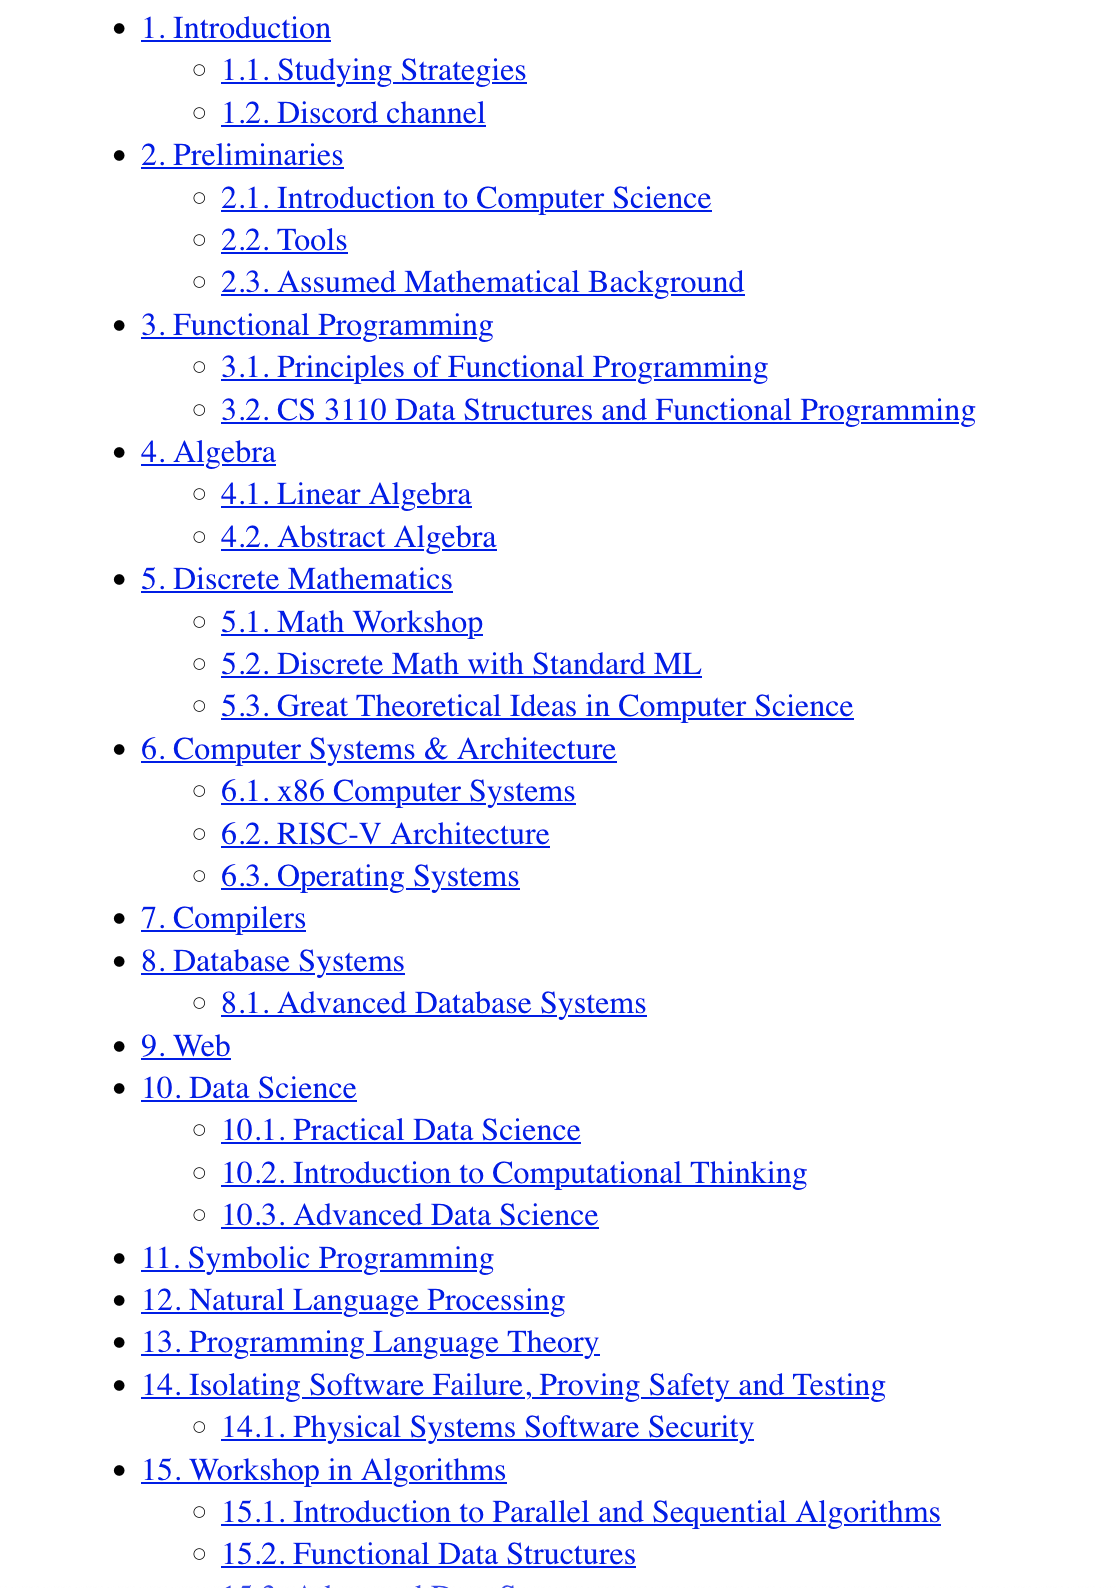 1. Introduction
1.1. Studying Strategies
1.2. Discord channel
2. Preliminaries
2.1. Introduction to Computer Science
2.2. Tools
2.3. Assumed Mathematical Background
3. Functional Programming
3.1. Principles of Functional Programming
3.2. CS 3110 Data Structures and Functional Programming
4. Algebra
4.1. Linear Algebra
4.2. Abstract Algebra
5. Discrete Mathematics
5.1. Math Workshop
5.2. Discrete Math with Standard ML
5.3. Great Theoretical Ideas in Computer Science
6. Computer Systems & Architecture
6.1. x86 Computer Systems
6.2. RISC-V Architecture
6.3. Operating Systems
7. Compilers
8. Database Systems
8.1. Advanced Database Systems
9. Web
10. Data Science
10.1. Practical Data Science
10.2. Introduction to Computational Thinking
10.3. Advanced Data Science
11. Symbolic Programming
12. Natural Language Processing
13. Programming Language Theory
14. Isolating Software Failure, Proving Safety and Testing
14.1. Physical Systems Software Security
15. Workshop in Algorithms
15.1. Introduction to Parallel and Sequential Algorithms
15.2. Functional Data Structures